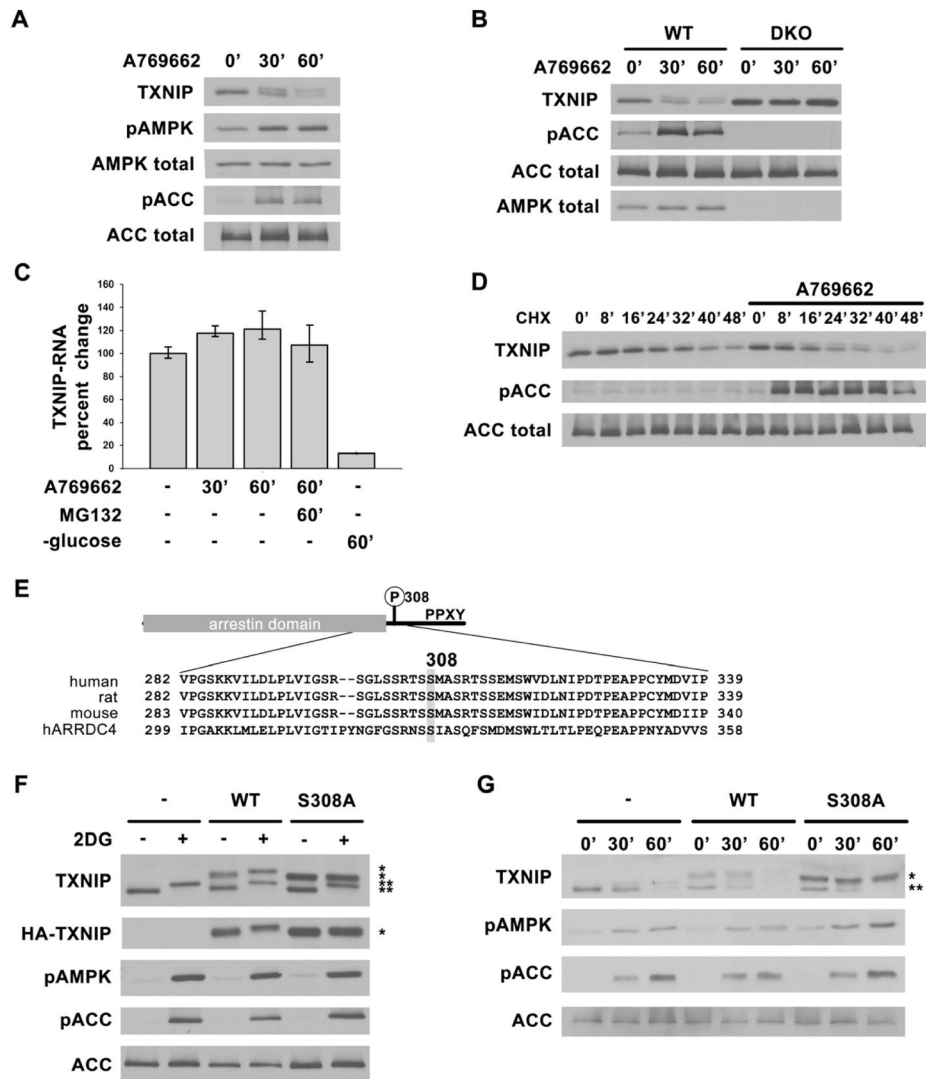 A
A769662 0' 30' 60'
TXNIP
pAMPK
AMPK total
pACC
ACC total
B
WT DKO
A769662 0' 30' 60' 0' 30' 60'
TXNIP
pACC
ACC total
AMPK total
C
TXNIP-RNA
percent change
160
140
120
100
80
60
40
20
0
A769662 - 30' 60' 60' -
MG132 - - - 60' -
-glucose - - - - 60'
D
A769662
CHX 0' 8' 16' 24' 32' 40' 48' 0' 8' 16' 24' 32' 40' 48'
TXNIP
pACC
ACC total
E
P 308
PPXY
arrestin domain
308
human 282 VPGSKKVILDLPLVIGSR--SGLSSRTSSMASRTSSEMSWVDLNIPDTPEAPPCYMDVIP 339
rat 282 VPGSKKVILDLPLVIGSR--SGLSSRTSSMASRTSSEMSWIDLNIPDTPEAPPCYMDVIP 339
mouse 283 VPGSKKVILDLPLVIGSR--SGLSSRTSSMASRTSSEMSWIDLNIPDTPEAPPCYMDIIP 340
hARRDC4 299 IPGAKKLMLELPLVIGTIPYNGFGSRNSSIASQFSMDMSWLTLTLPEQPEAPPNYADVVS 358
F
- WT S308A
2DG - + - + - +
TXNIP
*
*
**
**
HA-TXNIP *
pAMPK
pACC
ACC
G
- WT S308A
0' 30' 60' 0' 30' 60' 0' 30' 60'
TXNIP
*
**
pAMPK
pACC
ACC